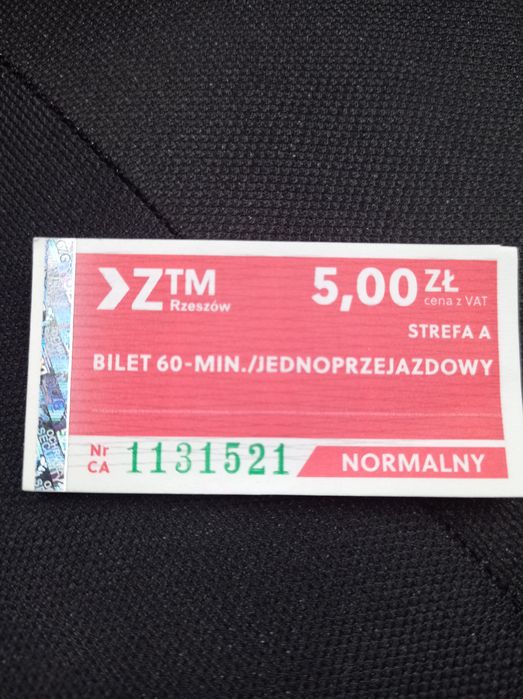 ZTM
Rzeszów
5,00 ZŁ
cena z VAT
STREFA A
BILET 60-MIN./JEDNOPRZEJAZDOWY
Nr
CA 1131521
NORMALNY